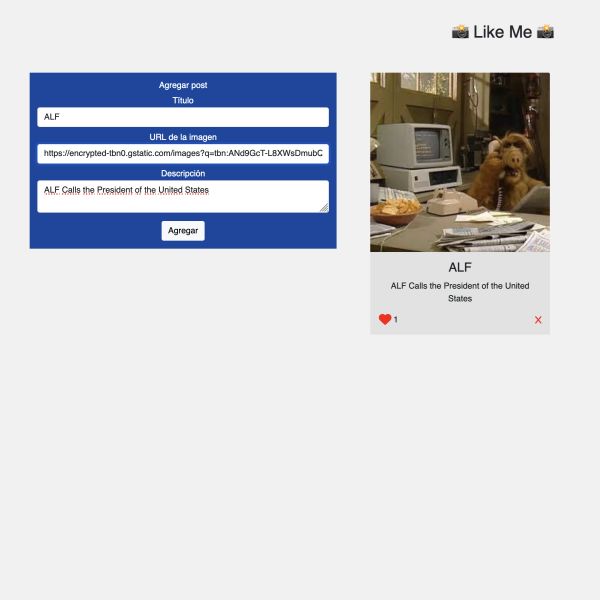 📸 Like Me 📸
Agregar post
Título
ALF
URL de la imagen
https://encrypted-tbn0.gstatic.com/images?q=tbn:ANd9GcT-L8XWsDmubC
Descripción
ALF Calls the President of the United States
Agregar
ALF
ALF Calls the President of the United
States
1
X